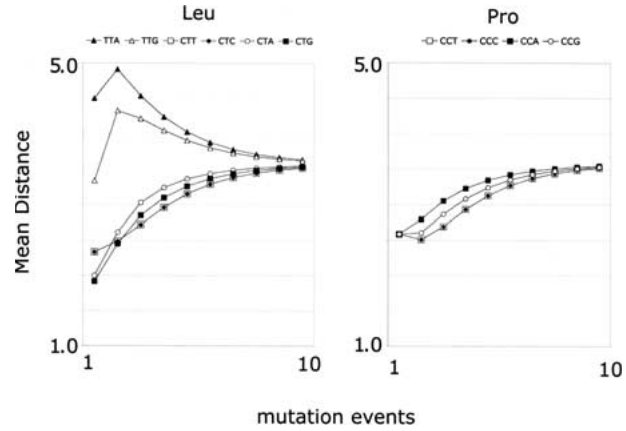 Leu
TTA TTG CTT CTC CTA CTG
5.0
Mean Distance
1.0
1 10
Pro
CCT CCC CCA CCG
5.0
1.0
1 10
mutation events